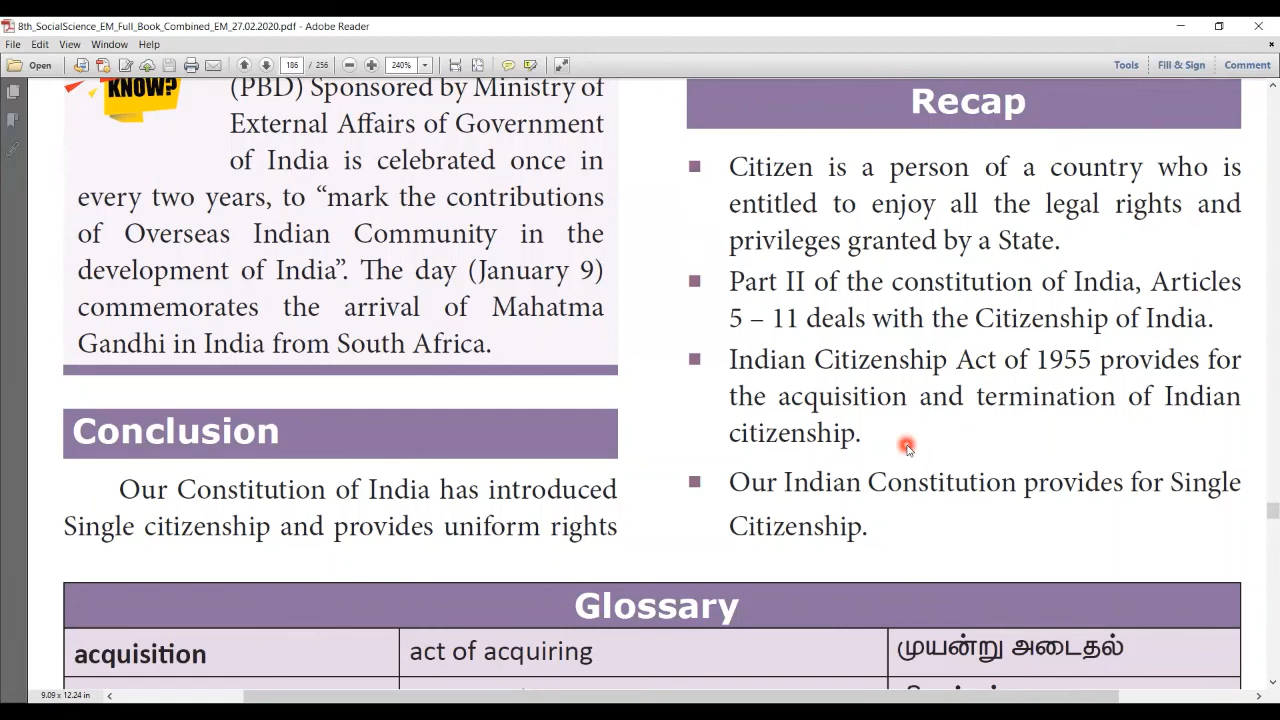 8th_SocialScience_EM_Full_Book_Combined_EM_27.02.2020.pdf - Adobe Reader
File Edit View Window Help
Open 186 / 256 240% Tools Fill & Sign Comment
KNOW?
(PBD) Sponsored by Ministry of
External Affairs of Government
of India is celebrated once in
every two years, to “mark the contributions
of Overseas Indian Community in the
development of India”. The day (January 9)
commemorates the arrival of Mahatma
Gandhi in India from South Africa.
Conclusion
Our Constitution of India has introduced
Single citizenship and provides uniform rights
Recap
Citizen is a person of a country who is
entitled to enjoy all the legal rights and
privileges granted by a State.
Part II of the constitution of India, Articles
5 – 11 deals with the Citizenship of India.
Indian Citizenship Act of 1955 provides for
the acquisition and termination of Indian
citizenship.
Our Indian Constitution provides for Single
Citizenship.
Glossary
acquisition act of acquiring முயன்று அடைதல்
9.09 x 12.24 in